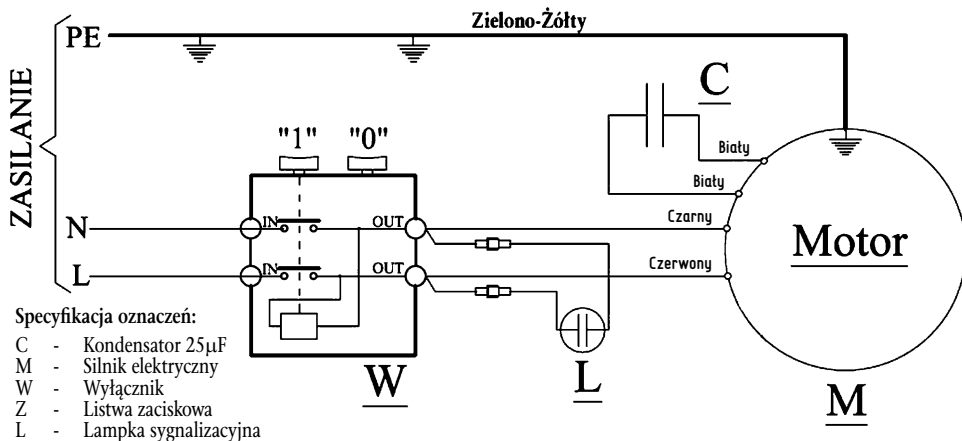 Zielono-Żółty
PE
ZASILANIE
C
"1" "0"
Biały
Biały
IN OUT
Czarny
N
Motor
IN OUT
Czerwony
L
Specyfikacja oznaczeń:
C - Kondensator 25µF
M - Silnik elektryczny
W - Wyłącznik
Z - Listwa zaciskowa
L - Lampka sygnalizacyjna
W
L
M